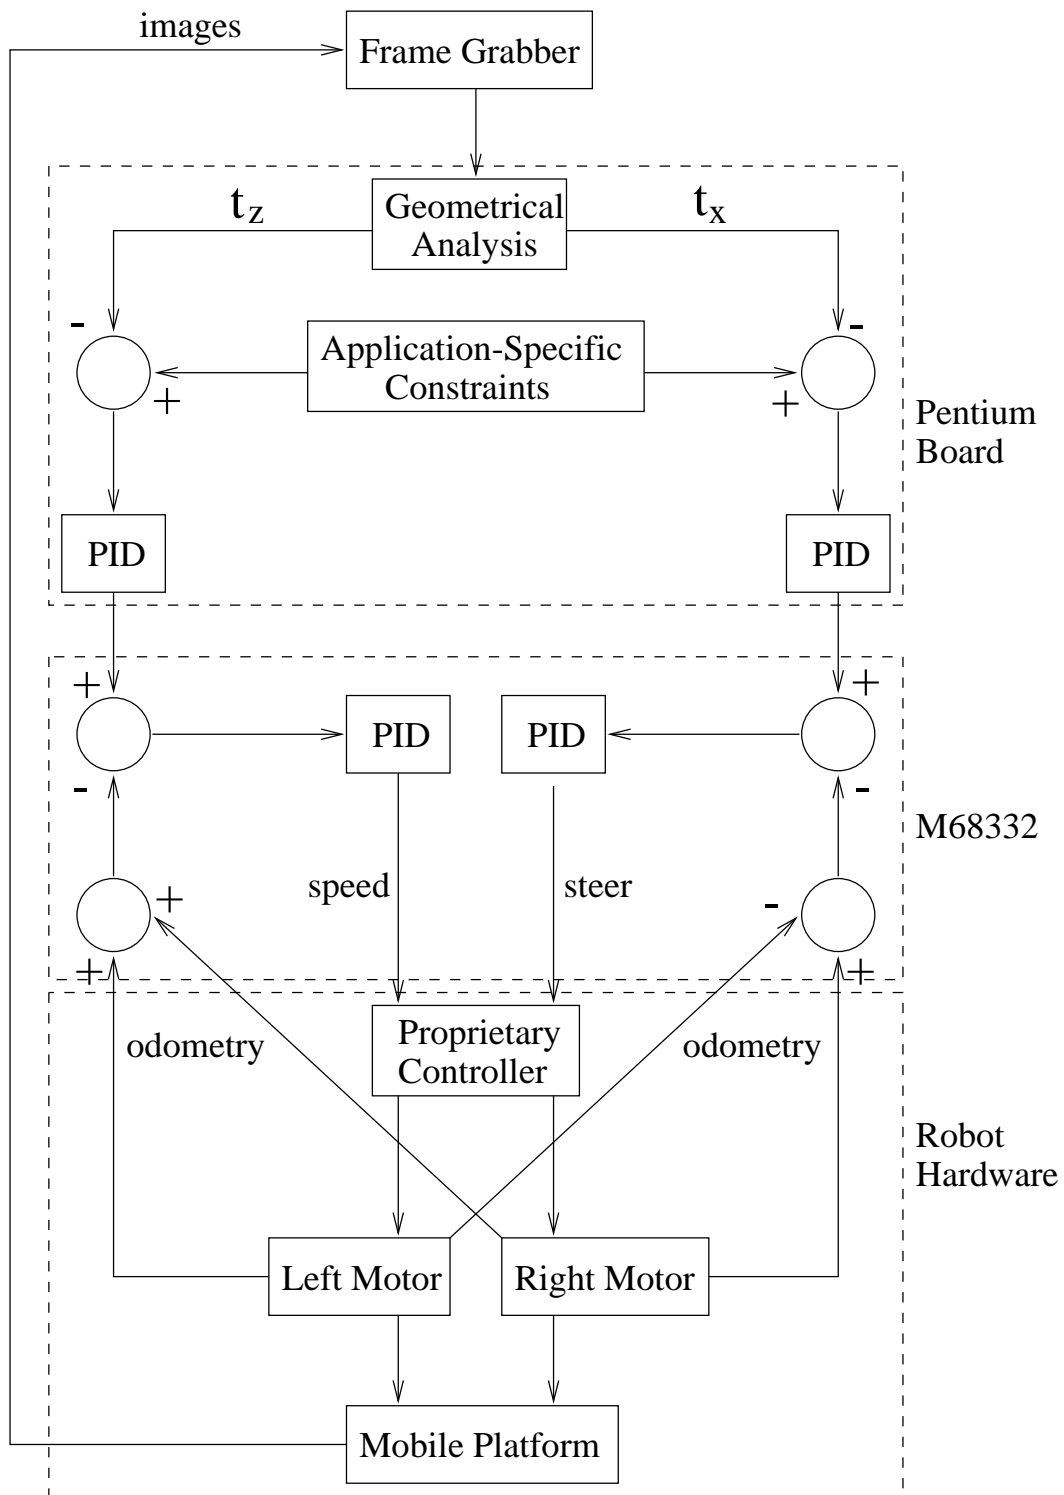 images
Frame Grabber
t_z
Geometrical
Analysis
t_x
-
-
Application-Specific
Constraints
+
+
Pentium
Board
PID
PID
+
+
PID
PID
-
-
M68332
speed
steer
+
-
+
+
odometry
Proprietary
Controller
odometry
Robot
Hardware
Left Motor
Right Motor
Mobile Platform